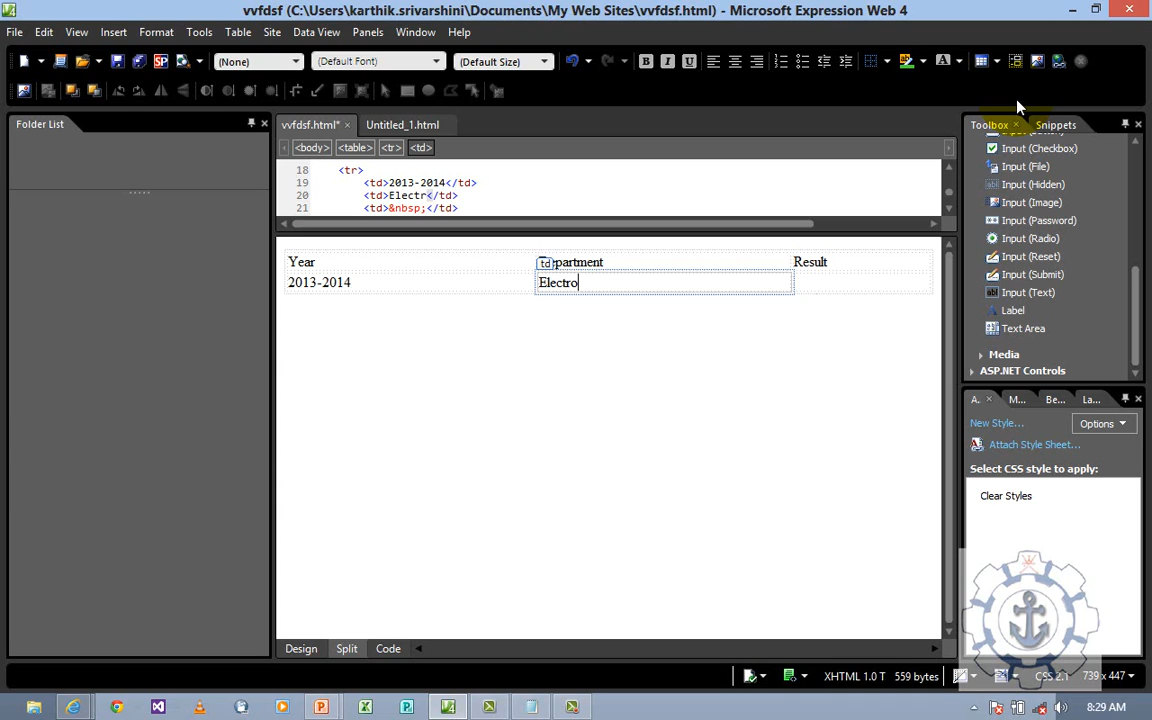 vvfdsf (C:\Users\karthik.srivarshini\Documents\My Web Sites\vvfdsf.html) - Microsoft Expression Web 4
File Edit View Insert Format Tools Table Site Data View Panels Window Help
(None) (Default Font) (Default Size) B I U A
Folder List
vvfdsf.html* Untitled_1.html
<body> <table> <tr> <td>
18 <tr>
19 <td>2013-2014</td>
20 <td>Electr</td>
21 <td>&nbsp;</td>
Year Department Result
td
2013-2014 Electro
Design Split Code
Toolbox Snippets
Input (Checkbox)
Input (File)
Input (Hidden)
Input (Image)
Input (Password)
Input (Radio)
Input (Reset)
Input (Submit)
Input (Text)
Label
Text Area
Media
ASP.NET Controls
A. M... Be... La...
New Style... Options
Attach Style Sheet...
Select CSS style to apply:
Clear Styles
XHTML 1.0 T 559 bytes CSS 2.1 739 x 447
8:29 AM